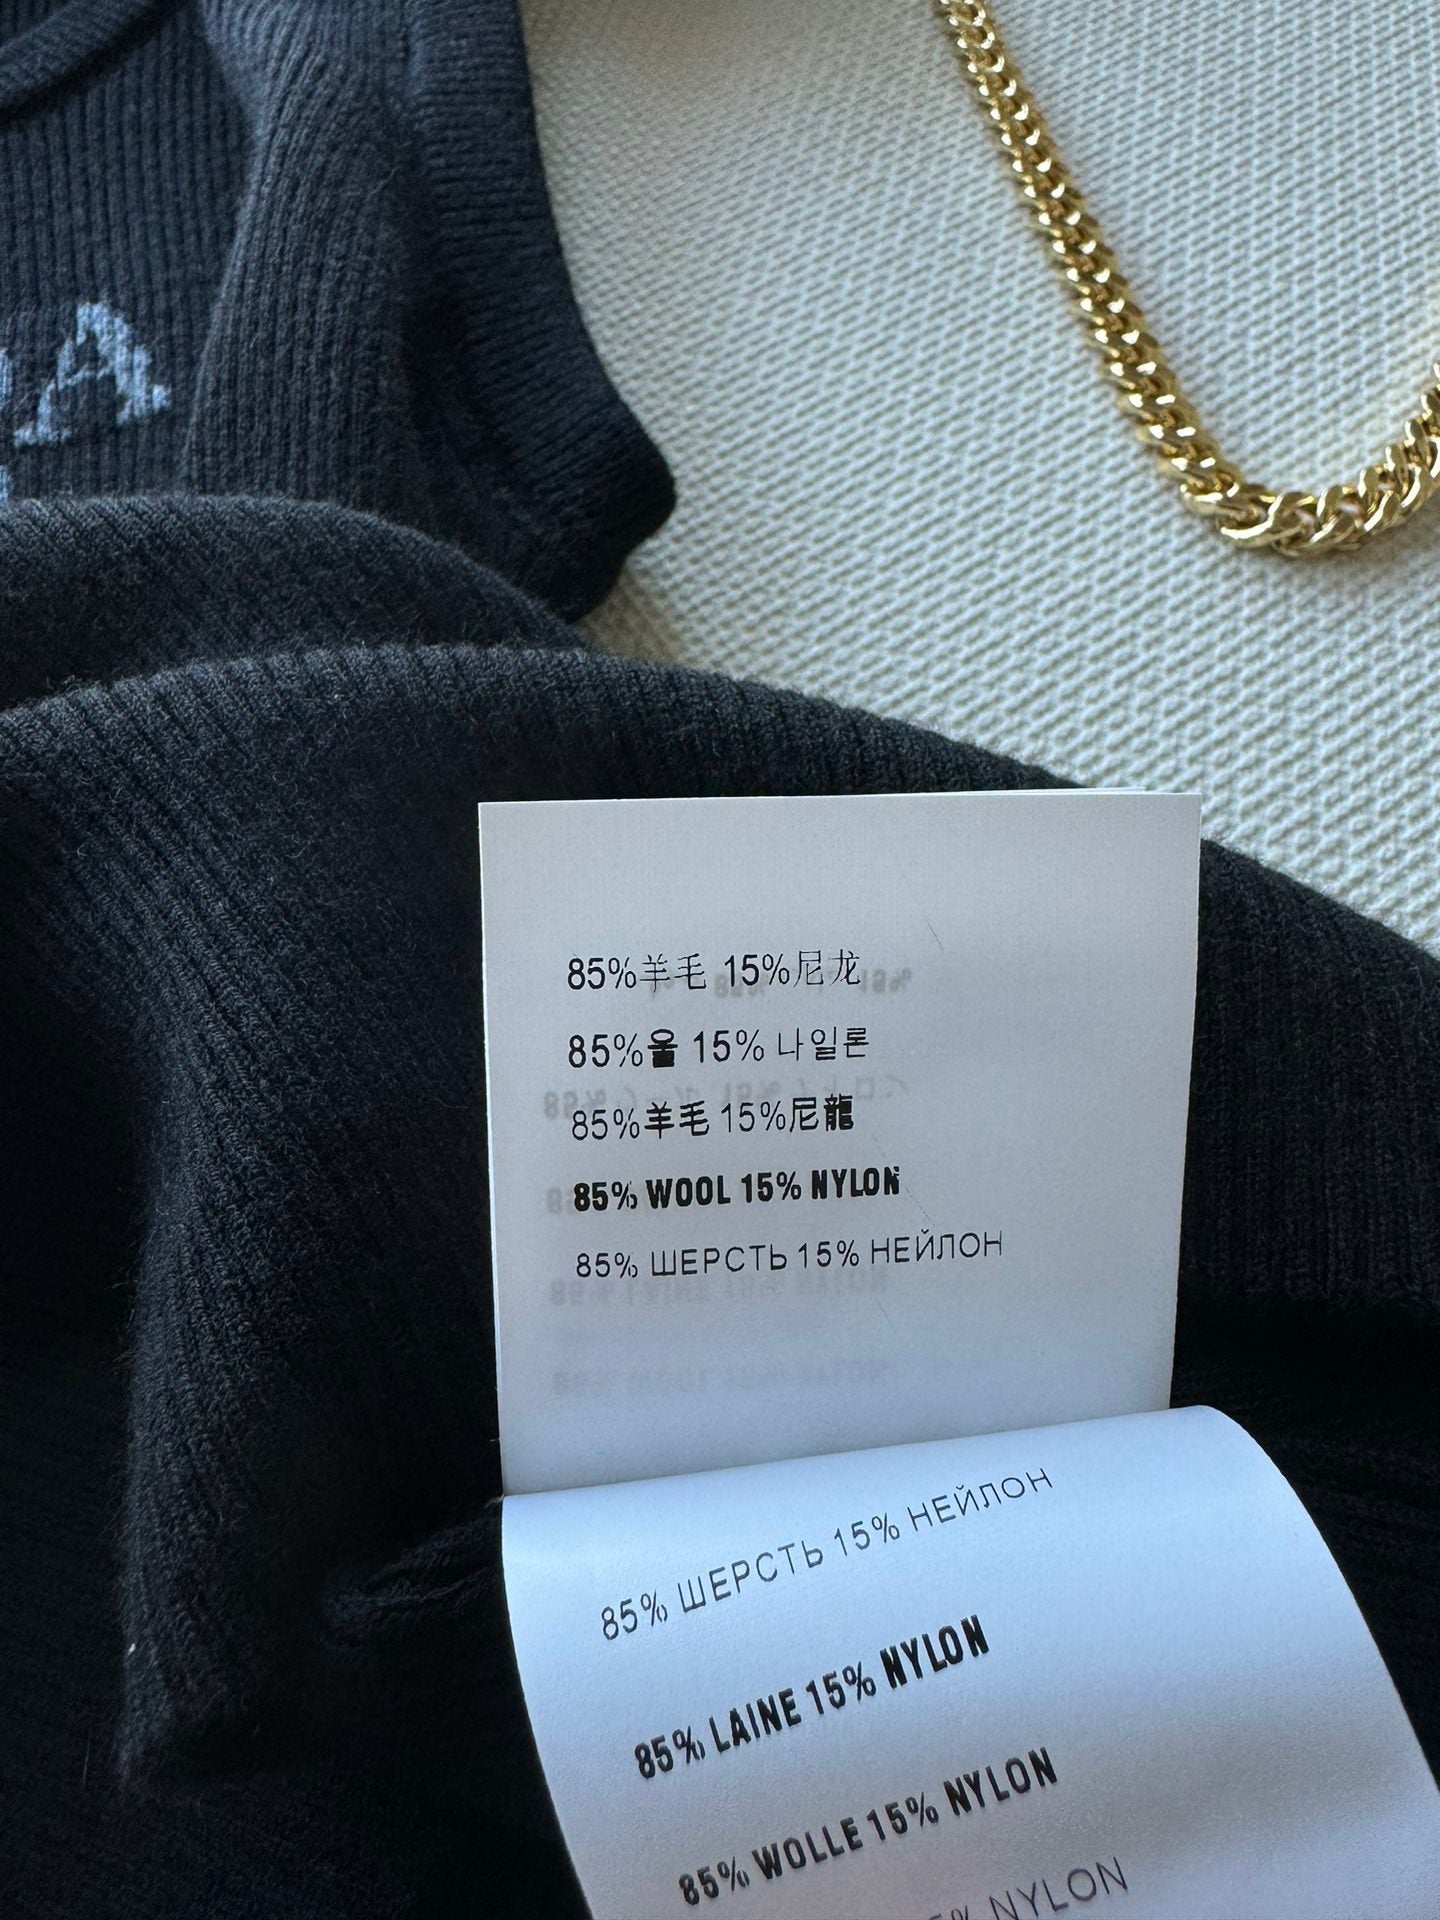 A
85%羊毛 15%尼龙
85%울 15% 나일론
85%羊毛 15%尼龍
85% WOOL 15% NYLON
85% ШЕРСТЬ 15% НЕЙЛОН
85% ШЕРСТЬ 15% НЕЙЛОН
85% LAINE 15% NYLON
85% WOLLE 15% NYLON
5% NYLON